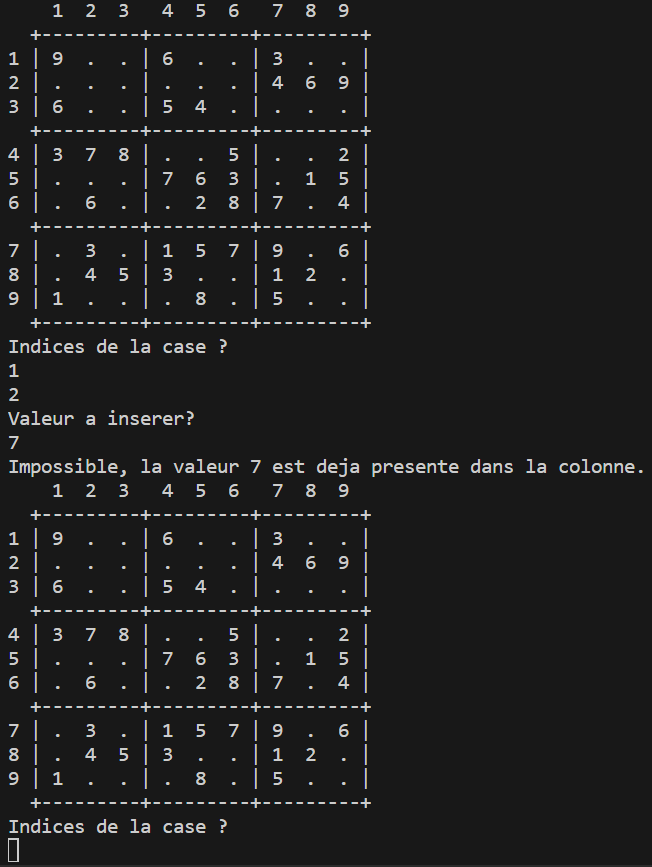 1  2  3   4  5  6   7  8  9
  +---------+---------+---------+
1 | 9  .  . | 6  .  . | 3  .  . |
2 | .  .  . | .  .  . | 4  6  9 |
3 | 6  .  . | 5  4  . | .  .  . |
  +---------+---------+---------+
4 | 3  7  8 | .  .  5 | .  .  2 |
5 | .  .  . | 7  6  3 | .  1  5 |
6 | .  6  . | .  2  8 | 7  .  4 |
  +---------+---------+---------+
7 | .  3  . | 1  5  7 | 9  .  6 |
8 | .  4  5 | 3  .  . | 1  2  . |
9 | 1  .  . | .  8  . | 5  .  . |
  +---------+---------+---------+
Indices de la case ?
1
2
Valeur a inserer?
7
Impossible, la valeur 7 est deja presente dans la colonne.
    1  2  3   4  5  6   7  8  9
  +---------+---------+---------+
1 | 9  .  . | 6  .  . | 3  .  . |
2 | .  .  . | .  .  . | 4  6  9 |
3 | 6  .  . | 5  4  . | .  .  . |
  +---------+---------+---------+
4 | 3  7  8 | .  .  5 | .  .  2 |
5 | .  .  . | 7  6  3 | .  1  5 |
6 | .  6  . | .  2  8 | 7  .  4 |
  +---------+---------+---------+
7 | .  3  . | 1  5  7 | 9  .  6 |
8 | .  4  5 | 3  .  . | 1  2  . |
9 | 1  .  . | .  8  . | 5  .  . |
  +---------+---------+---------+
Indices de la case ?